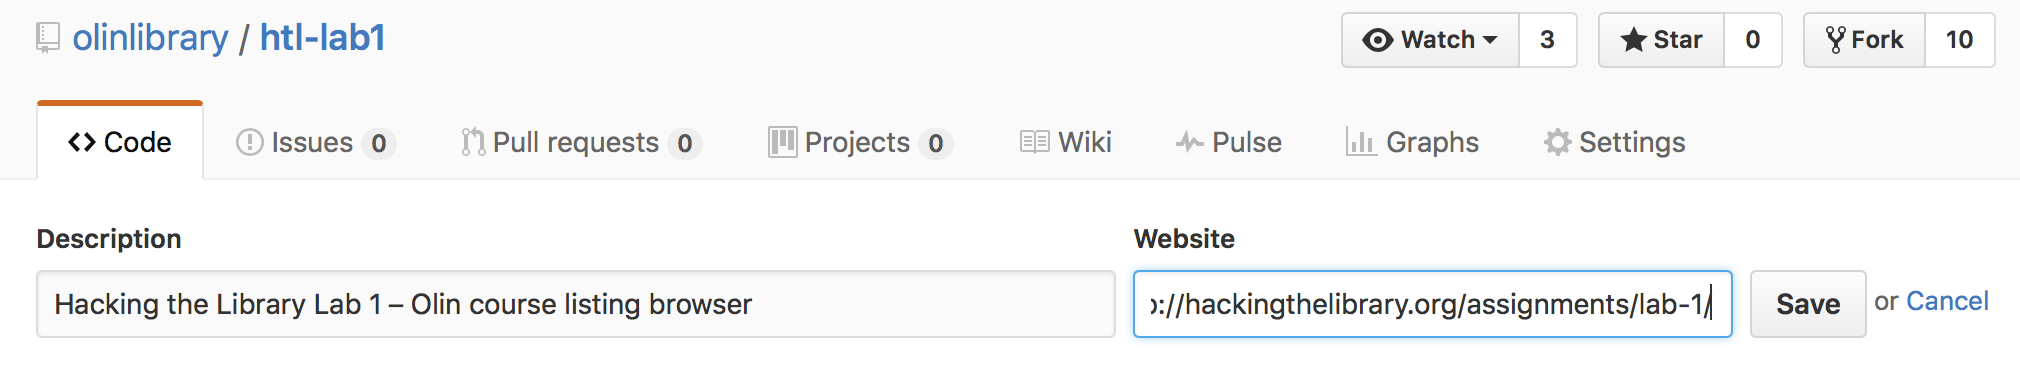 olinlibrary / htl-lab1 Watch 3 Star 0 Fork 10
Code Issues 0 Pull requests 0 Projects 0 Wiki Pulse Graphs Settings
Description Website
Hacking the Library Lab 1 – Olin course listing browser ://hackingthelibrary.org/assignments/lab-1/ Save or Cancel